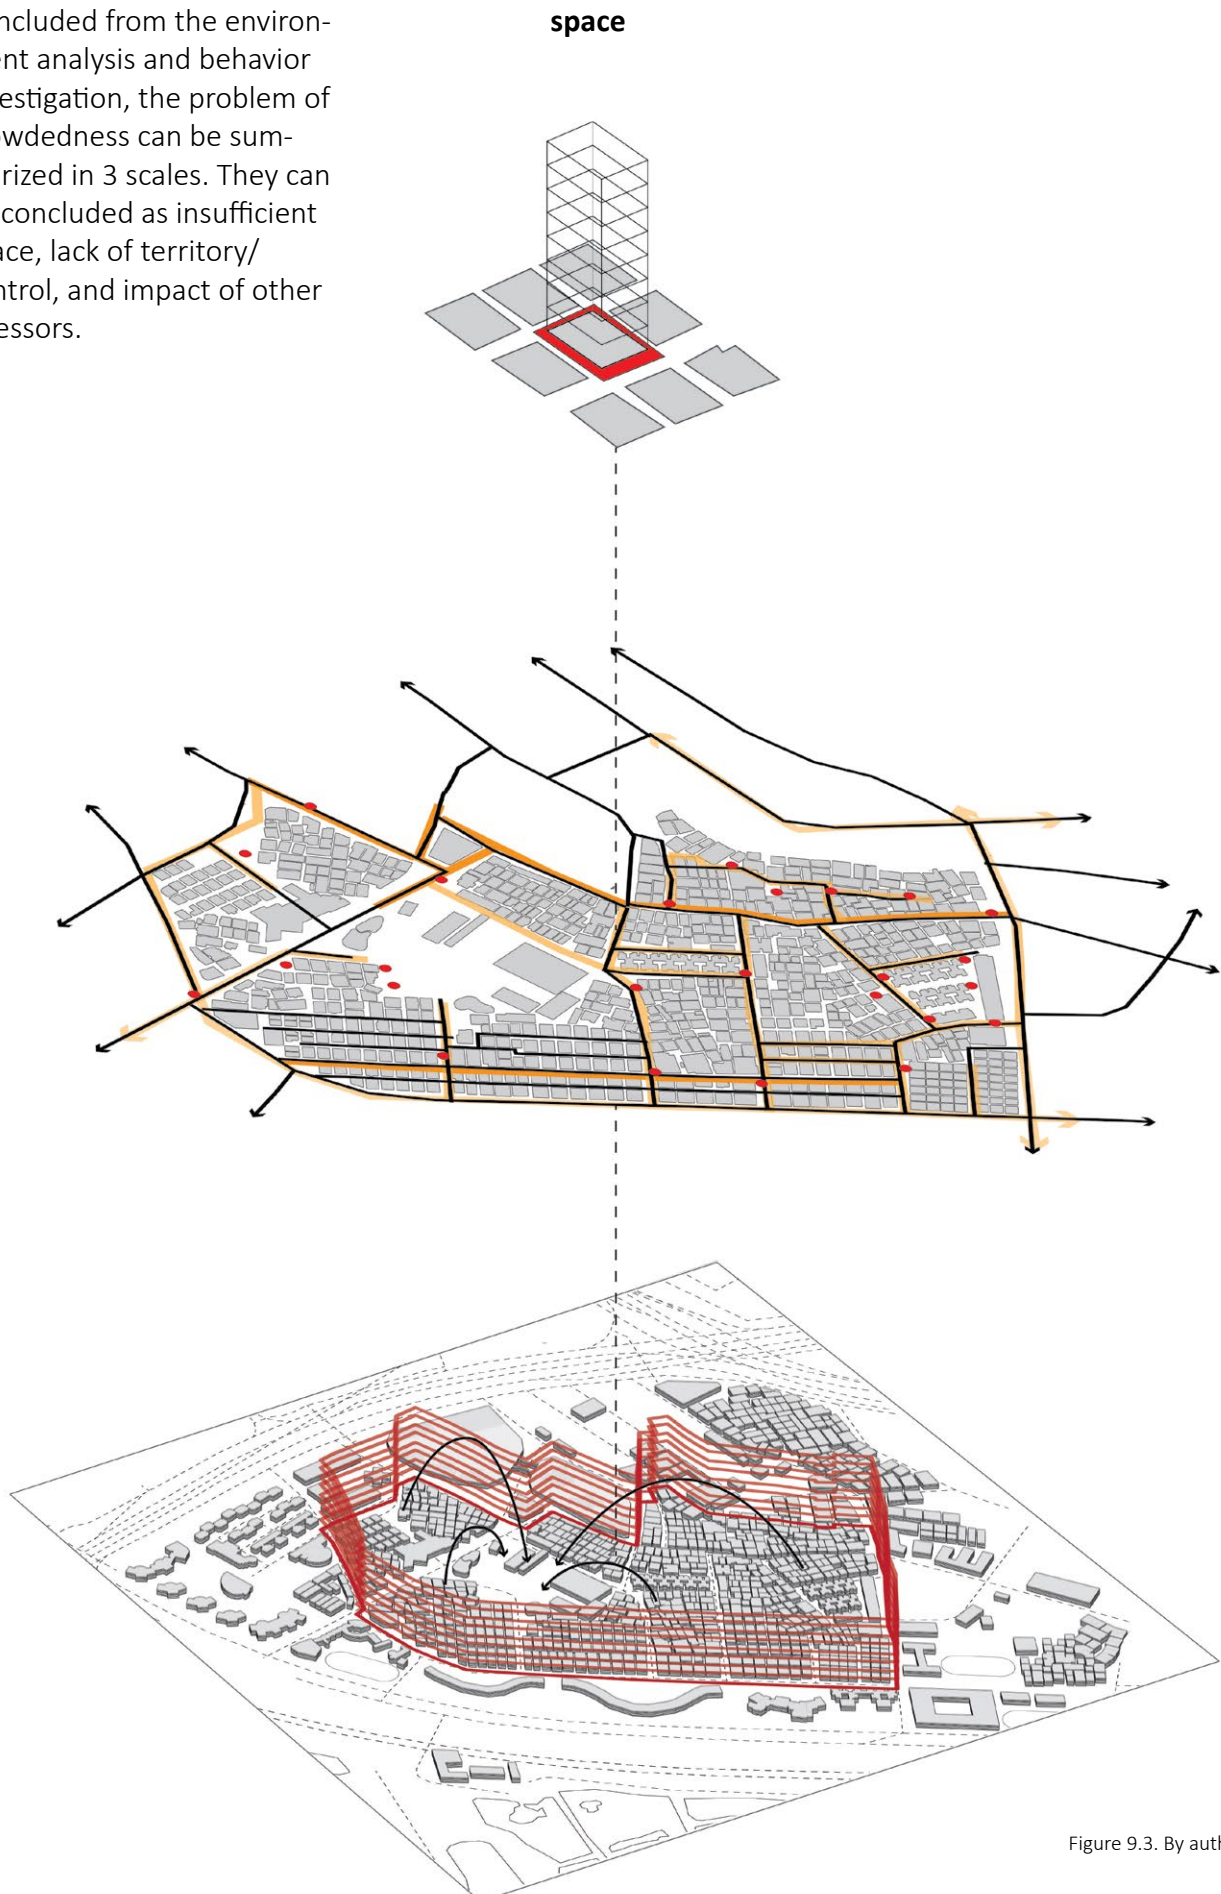 ncluded from the environ-
ent analysis and behavior
estigation, the problem of
owdedness can be sum-
rized in 3 scales. They can
concluded as insufficient
ace, lack of territory/
ntrol, and impact of other
essors.
space
Figure 9.3. By auth